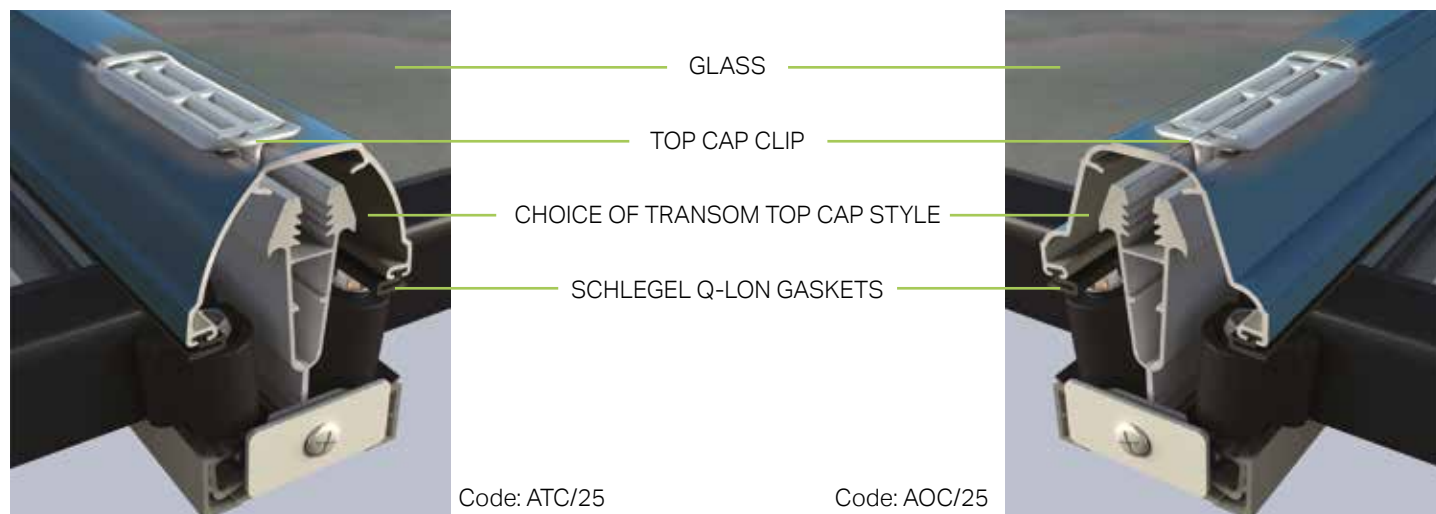 GLASS
TOP CAP CLIP
CHOICE OF TRANSOM TOP CAP STYLE
SCHLEGEL Q-LON GASKETS
Code: ATC/25
Code: AOC/25